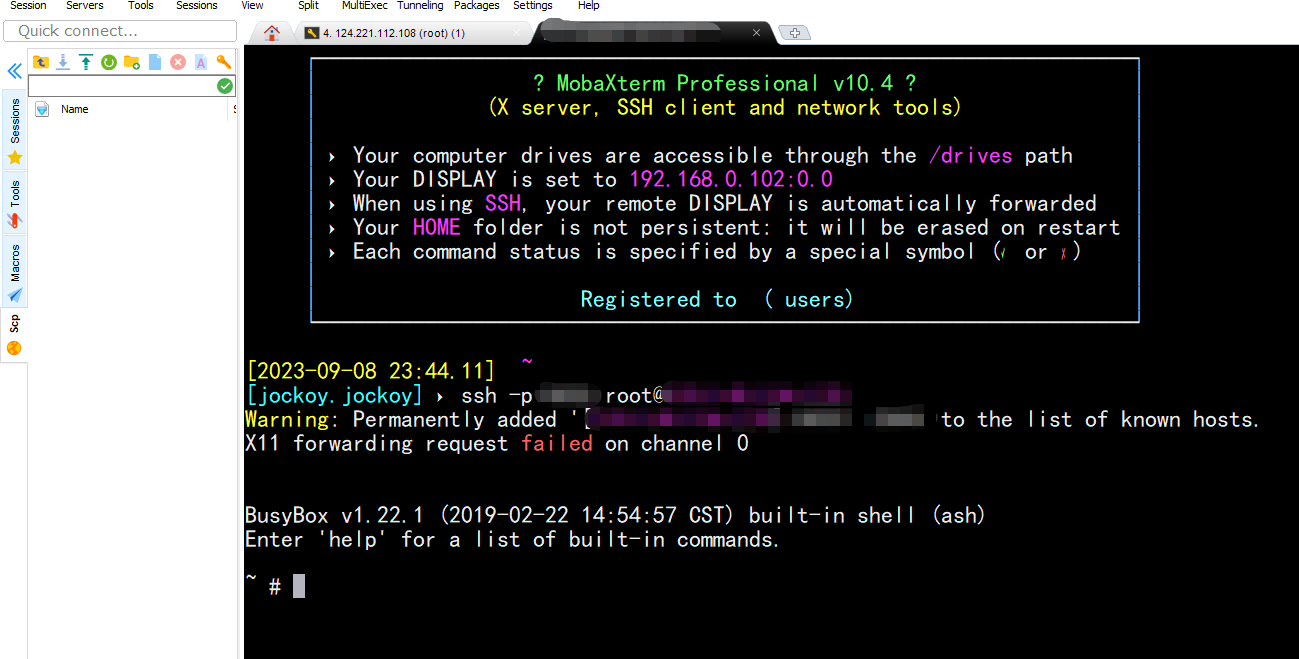 Session Servers Tools Sessions View Split MultiExec Tunneling Packages Settings Help
Quick connect...
4. 124.221.112.108 (root) (1)
Name
Sessions
Tools
Macros
Scp
? MobaXterm Professional v10.4 ?
(X server, SSH client and network tools)
› Your computer drives are accessible through the /drives path
› Your DISPLAY is set to 192.168.0.102:0.0
› When using SSH, your remote DISPLAY is automatically forwarded
› Your HOME folder is not persistent: it will be erased on restart
› Each command status is specified by a special symbol (✓ or ✗)
Registered to ( users)
[2023-09-08 23:44.11] ~
[jockoy.jockoy] › ssh -p root@
Warning: Permanently added '[ to the list of known hosts.
X11 forwarding request failed on channel 0
BusyBox v1.22.1 (2019-02-22 14:54:57 CST) built-in shell (ash)
Enter 'help' for a list of built-in commands.
~ #